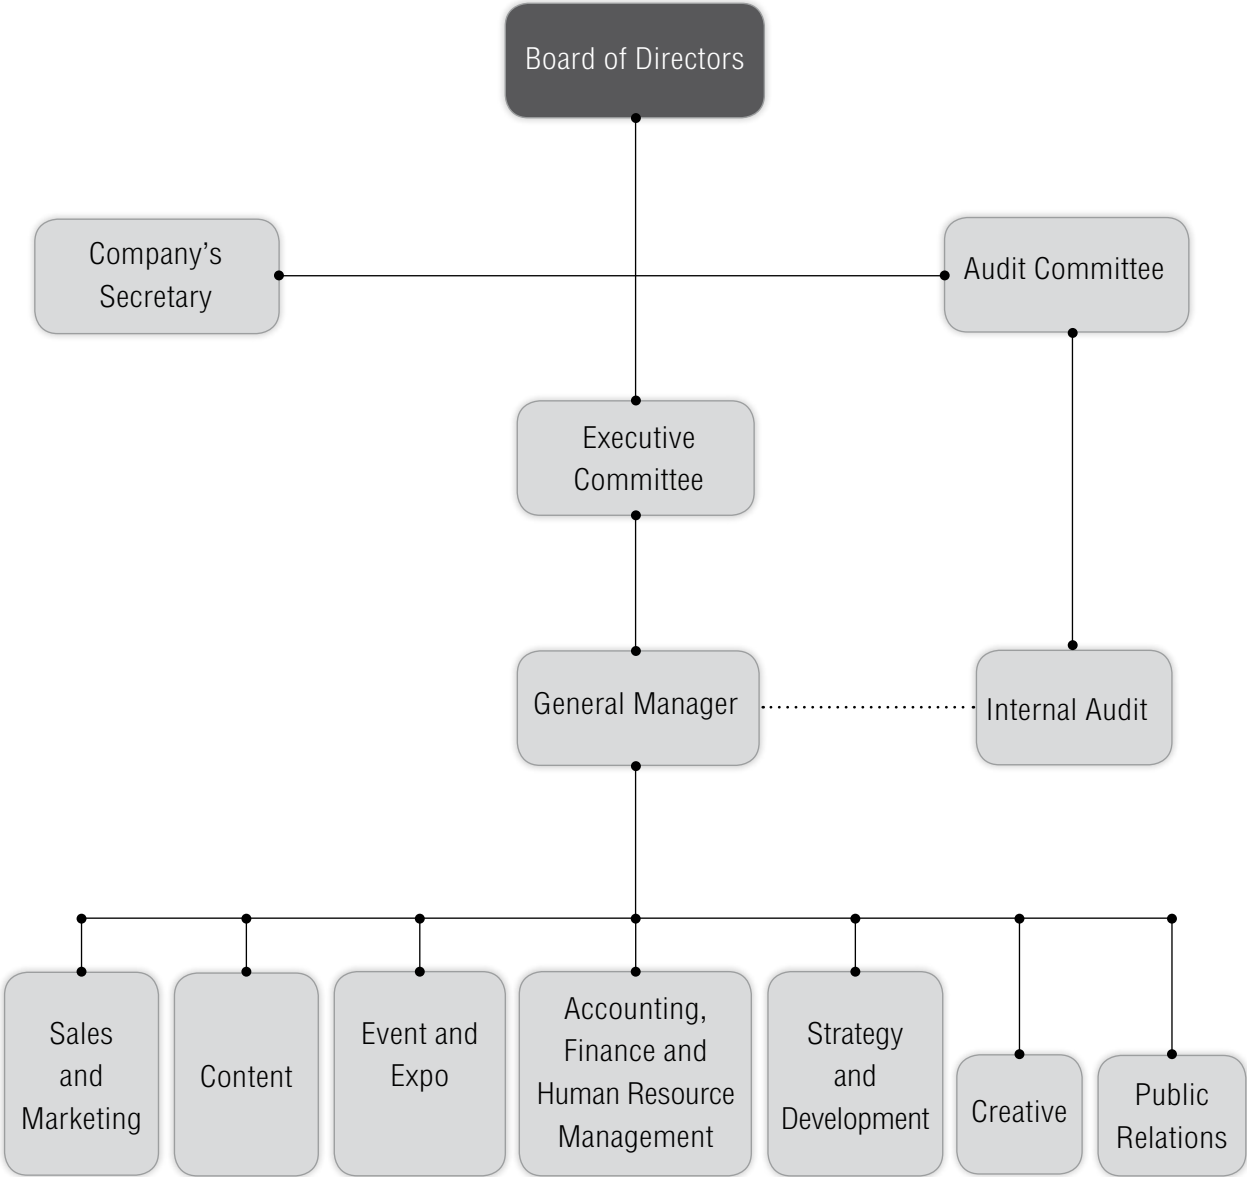 Board of Directors
Company’s
Secretary
Audit Committee
Executive
Committee
General Manager
Internal Audit
Sales
and
Marketing
Content
Event and
Expo
Accounting,
Finance and
Human Resource
Management
Strategy
and
Development
Creative
Public
Relations